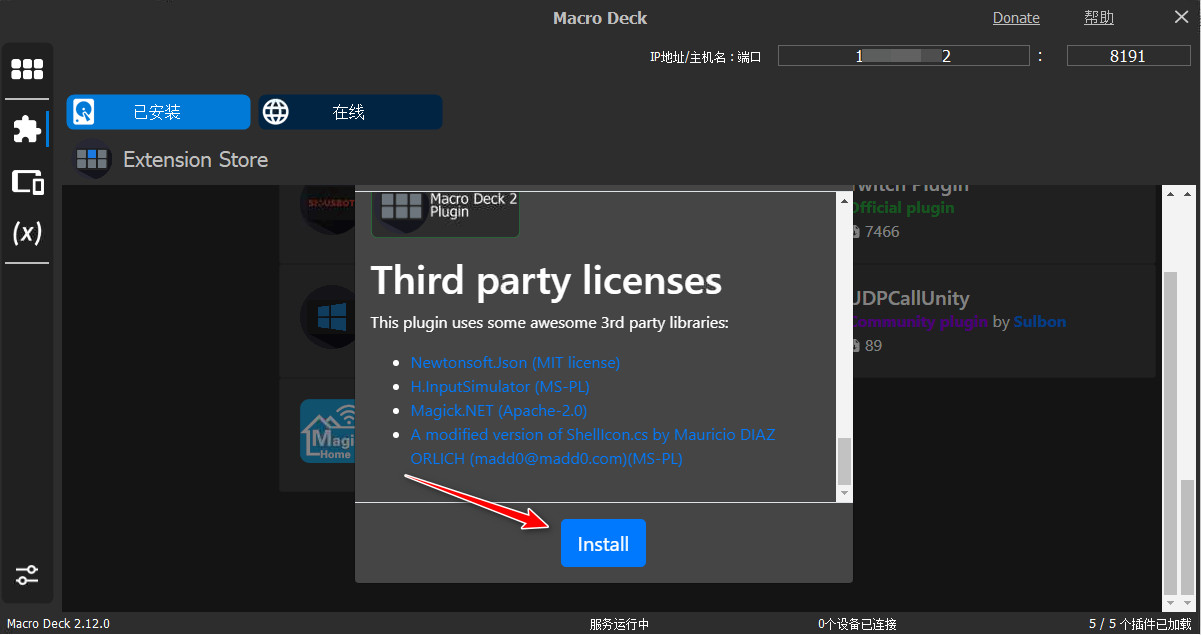 Macro Deck
Donate
帮助
IP地址/主机名 : 端口
1
2
:
8191
已安装
在线
Extension Store
(x)
SINUSBOT
Macro Deck 2
Plugin
Twitch Plugin
Official plugin
7466
Third party licenses
This plugin uses some awesome 3rd party libraries:
Newtonsoft.Json (MIT license)
H.InputSimulator (MS-PL)
Magick.NET (Apache-2.0)
A modified version of ShellIcon.cs by Mauricio DIAZ
ORLICH (madd0@madd0.com)(MS-PL)
UDPCallUnity
Community plugin by Sulbon
89
Magi
Home
Install
Macro Deck 2.12.0
服务运行中
0个设备已连接
5 / 5 个插件已加载